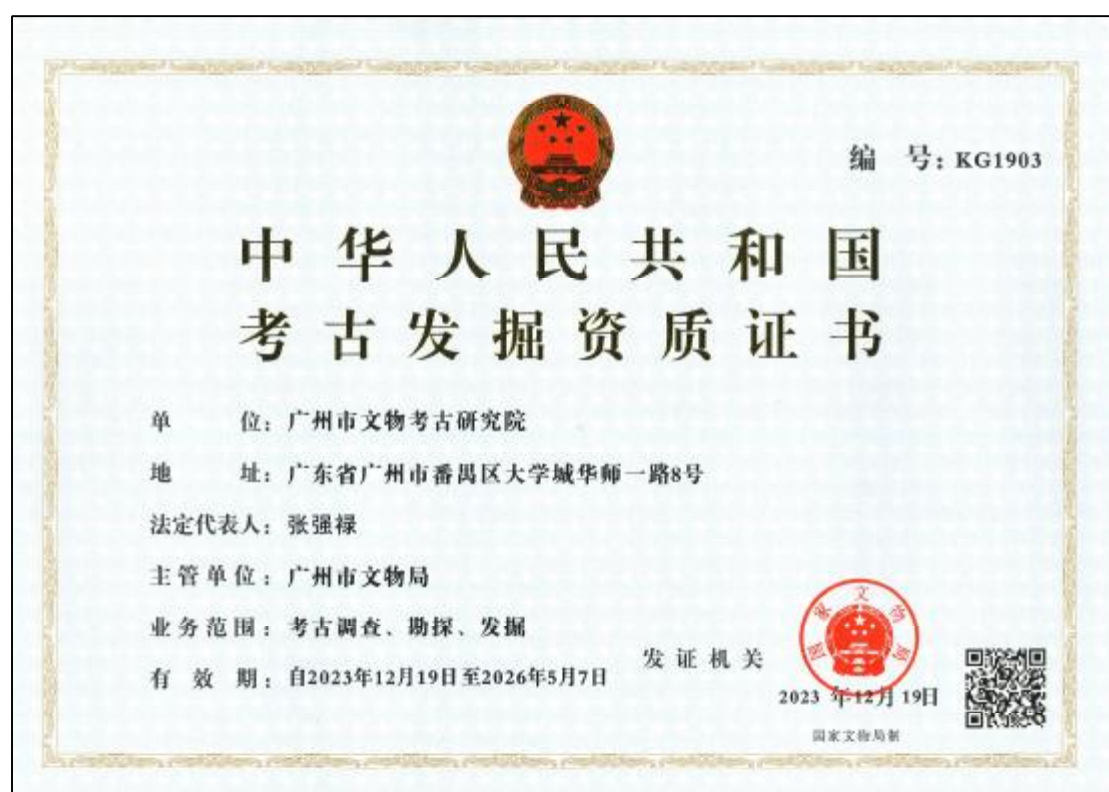 编 号：KG1903
中华人民共和国
考古发掘资质证书
单 位：广州市文物考古研究院
地 址：广东省广州市番禺区大学城华师一路8号
法定代表人：张强禄
主管单位：广州市文物局
业务范围：考古调查、勘探、发掘
有 效 期：自2023年12月19日至2026年5月7日
发证机关
国家文物局
2023 年12月 19日
国家文物局制